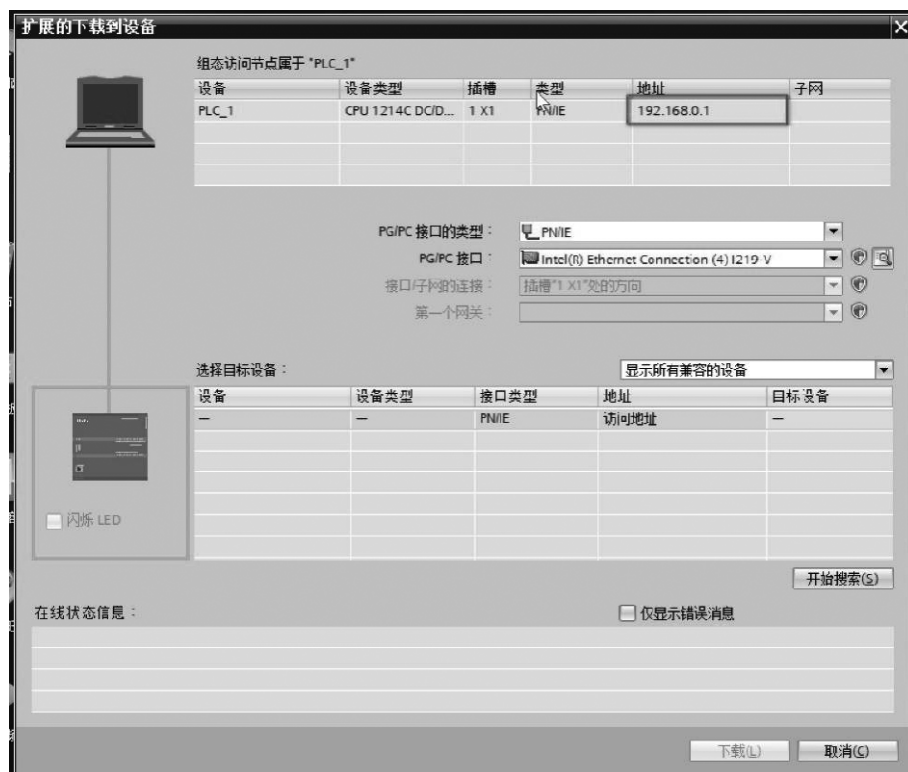 扩展的下载到设备
组态访问节点属于 "PLC_1"
设备 设备类型 插槽 类型 地址 子网
PLC_1 CPU 1214C DC/D... 1 X1 PN/IE 192.168.0.1
PG/PC 接口的类型: PN/IE
PG/PC 接口: Intel(R) Ethernet Connection (4) I219-V
接口/子网的连接: 插槽"1 X1"处的方向
第一个网关:
选择目标设备: 显示所有兼容的设备
设备 设备类型 接口类型 地址 目标设备
— — PN/IE 访问地址 —
闪烁 LED
开始搜索(S)
在线状态信息: 仅显示错误消息
下载(L) 取消(C)